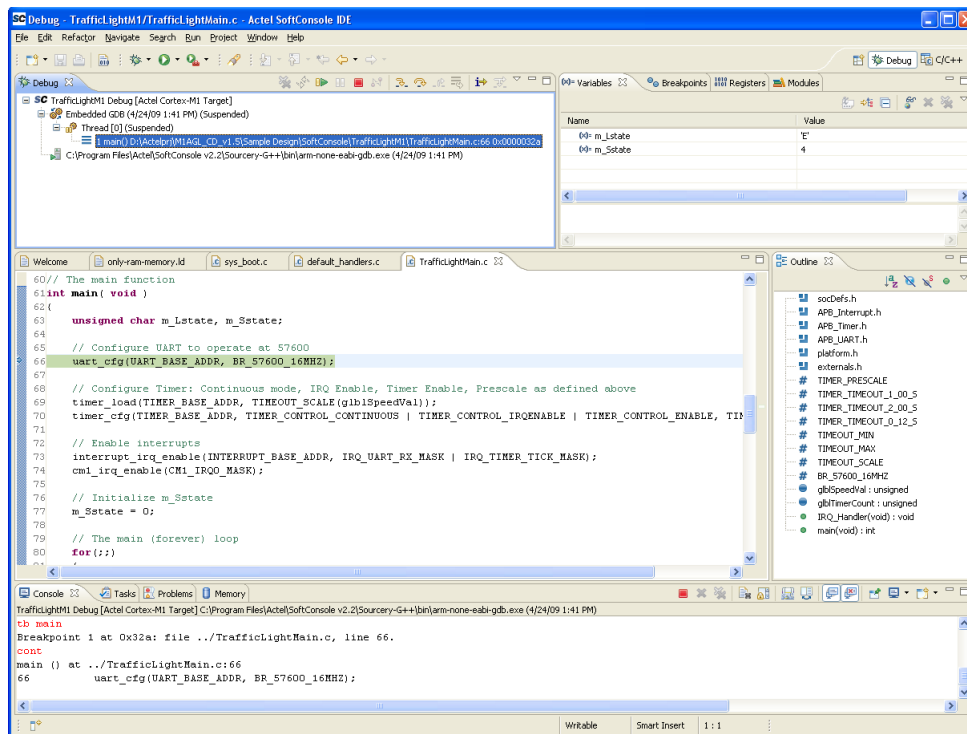 SC Debug - TrafficLightM1/TrafficLightMain.c - Actel SoftConsole IDE
File Edit Refactor Navigate Search Run Project Window Help
Debug C/C++
Debug
SC TrafficLightM1 Debug [Actel Cortex-M1 Target]
Embedded GDB (4/24/09 1:41 PM) (Suspended)
Thread [0] (Suspended)
1 main() D:\Actelprj\M1AGL_CD_v1.5\Sample Design\SoftConsole\TrafficLightM1\TrafficLightMain.c:66 0x0000032a
C:\Program Files\Actel\SoftConsole v2.2\Sourcery-G++\bin\arm-none-eabi-gdb.exe (4/24/09 1:41 PM)
(x)= Variables Breakpoints 1010 Registers Modules
Name Value
(x)= m_Lstate 'E'
(x)= m_Sstate 4
Welcome only-ram-memory.ld sys_boot.c default_handlers.c TrafficLightMain.c
60// The main function
61int main( void )
62{
63 unsigned char m_Lstate, m_Sstate;
64
65 // Configure UART to operate at 57600
66 uart_cfg(UART_BASE_ADDR, BR_57600_16MHZ);
67
68 // Configure Timer: Continuous mode, IRQ Enable, Timer Enable, Prescale as defined above
69 timer_load(TIMER_BASE_ADDR, TIMEOUT_SCALE(glblSpeedVal));
70 timer_cfg(TIMER_BASE_ADDR, TIMER_CONTROL_CONTINUOUS | TIMER_CONTROL_IRQENABLE | TIMER_CONTROL_ENABLE, TIM
71
72 // Enable interrupts
73 interrupt_irq_enable(INTERRUPT_BASE_ADDR, IRQ_UART_RX_MASK | IRQ_TIMER_TICK_MASK);
74 cm1_irq_enable(CM1_IRQ0_MASK);
75
76 // Initialize m_Sstate
77 m_Sstate = 0;
78
79 // The main (forever) loop
80 for(;;)
Outline
socDefs.h
APB_Interrupt.h
APB_Timer.h
APB_UART.h
platform.h
externals.h
# TIMER_PRESCALE
# TIMER_TIMEOUT_1_00_S
# TIMER_TIMEOUT_2_00_S
# TIMER_TIMEOUT_0_12_S
# TIMEOUT_MIN
# TIMEOUT_MAX
# TIMEOUT_SCALE
# BR_57600_16MHZ
glblSpeedVal : unsigned
glblTimerCount : unsigned
IRQ_Handler(void) : void
main(void) : int
Console Tasks Problems Memory
TrafficLightM1 Debug [Actel Cortex-M1 Target] C:\Program Files\Actel\SoftConsole v2.2\Sourcery-G++\bin\arm-none-eabi-gdb.exe (4/24/09 1:41 PM)
tb main
Breakpoint 1 at 0x32a: file ../TrafficLightMain.c, line 66.
cont
main () at ../TrafficLightMain.c:66
66 uart_cfg(UART_BASE_ADDR, BR_57600_16MHZ);
Writable Smart Insert 1 : 1